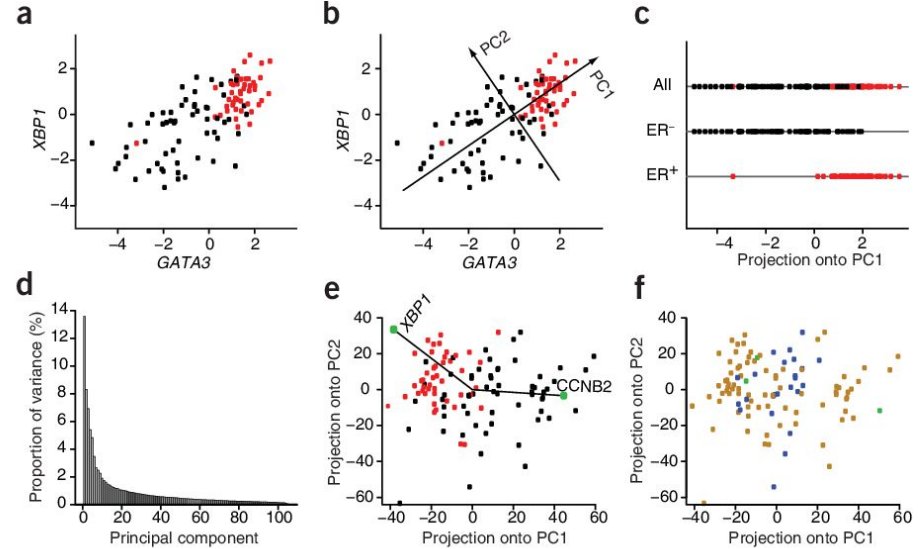 a
XBP1
2
0
−2
−4
−4
−2
0
2
GATA3
b
XBP1
2
0
−2
−4
−4
−2
0
2
GATA3
PC2
PC1
c
All
ER−
ER+
−4
−2
0
2
Projection onto PC1
d
Proportion of variance (%)
14
12
10
8
6
4
2
0
0
20
40
60
80
100
Principal component
e
Projection onto PC2
40
20
0
−20
−40
−60
−40
−20
0
20
40
60
Projection onto PC1
XBP1
CCNB2
f
Projection onto PC2
40
20
0
−20
−40
−60
−40
−20
0
20
40
60
Projection onto PC1